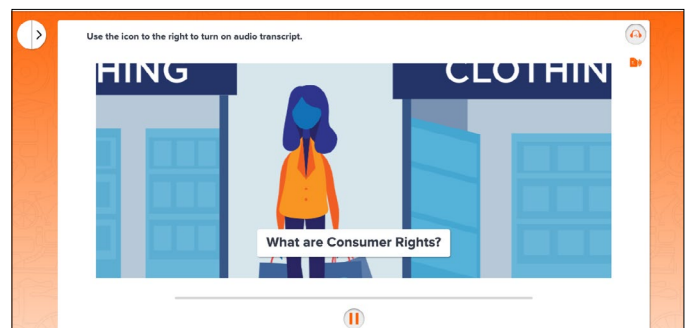 Use the icon to the right to turn on audio transcript.
HING
CLOTHIN
What are Consumer Rights?